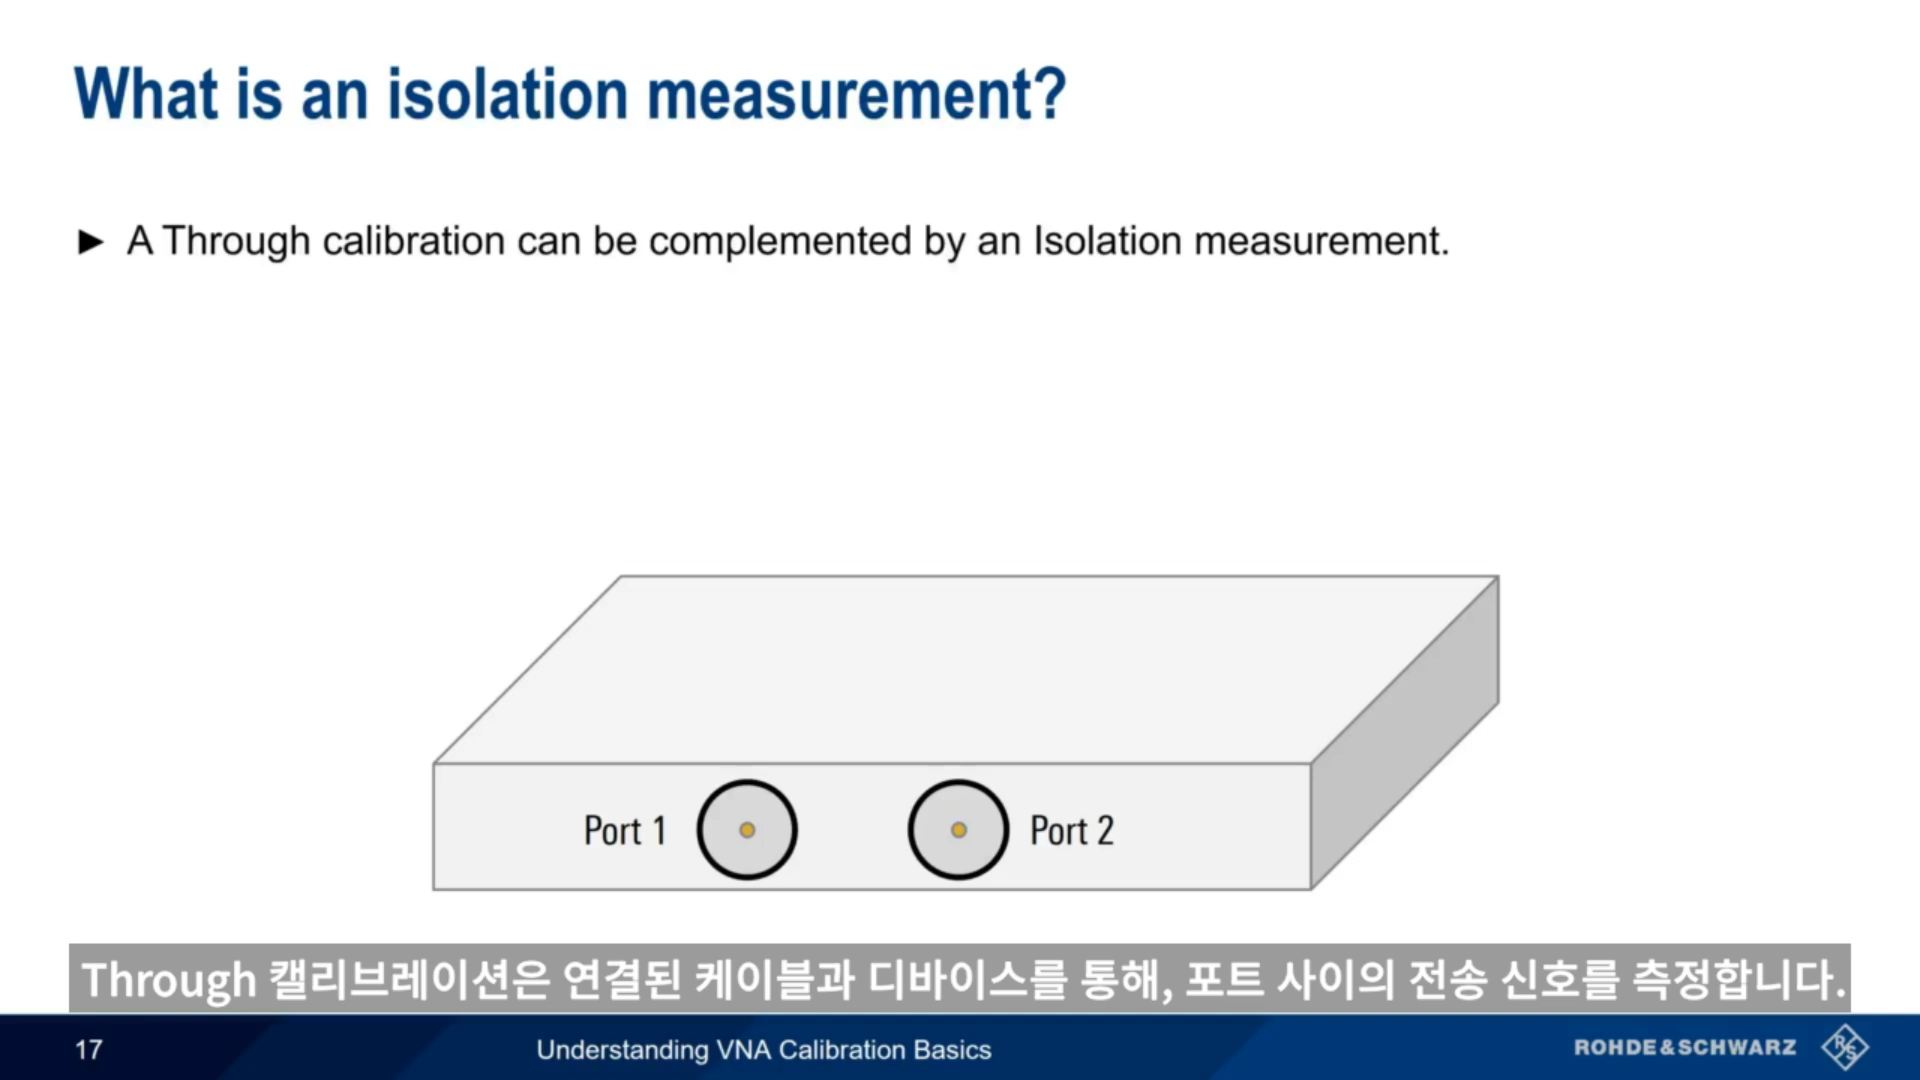 What is an isolation measurement?
► A Through calibration can be complemented by an Isolation measurement.
Port 1
Port 2
Through 캘리브레이션은 연결된 케이블과 디바이스를 통해, 포트 사이의 전송 신호를 측정합니다.
17
Understanding VNA Calibration Basics
ROHDE&SCHWARZ
R&S